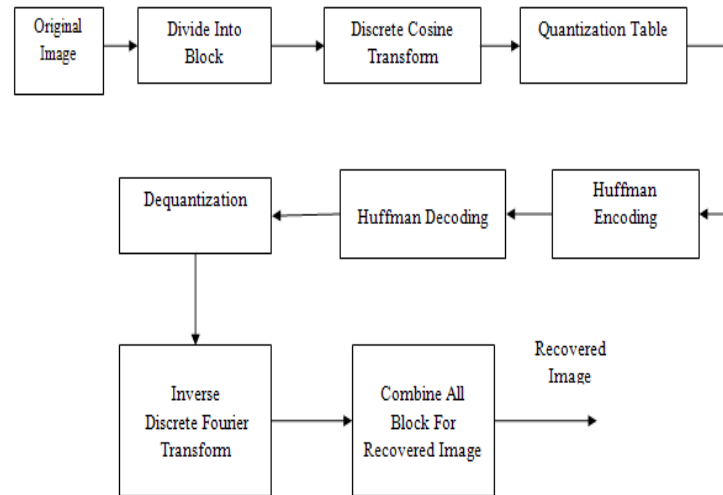 Original
Image
Divide Into
Block
Discrete Cosine
Transform
Quantization Table
Huffman
Encoding
Huffman Decoding
Dequantization
Inverse
Discrete Fourier
Transform
Combine All
Block For
Recovered Image
Recovered
Image